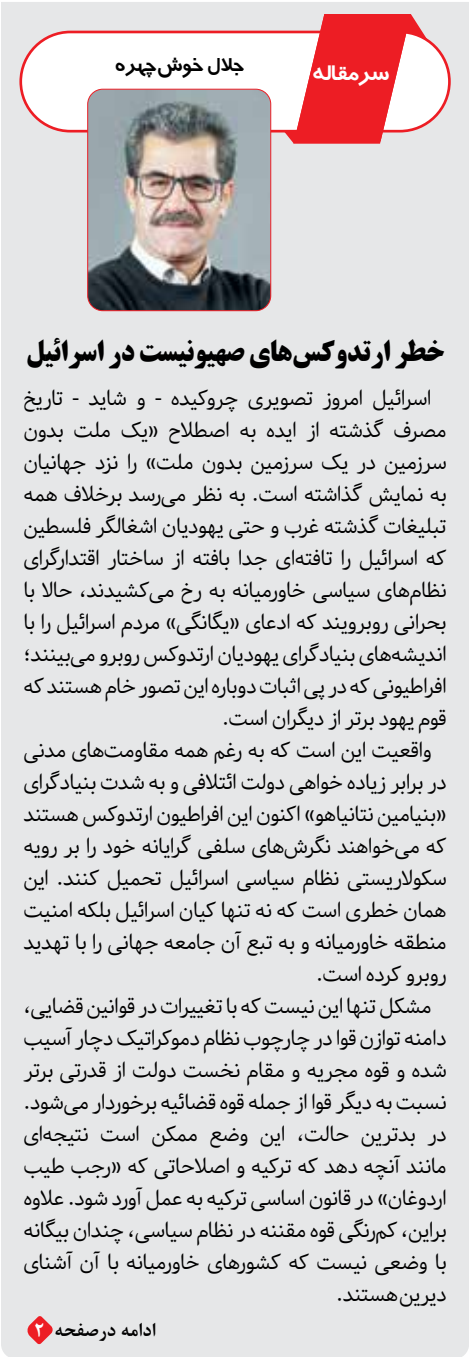 سرمقاله
جلال خوش‌چهره
خطر ارتدوکس‌های صهیونیست در اسرائیل
اسرائیل امروز تصویری چروکیده - و شاید - تاریخ
مصرف گذشته از ایده به اصطلاح «یک ملت بدون
سرزمین در یک سرزمین بدون ملت» را نزد جهانیان
به نمایش گذاشته است. به نظر می‌رسد برخلاف همه
تبلیغات گذشته غرب و حتی یهودیان اشغالگر فلسطین
که اسرائیل را تافته‌ای جدا بافته از ساختار اقتدارگرای
نظام‌های سیاسی خاورمیانه به رخ می‌کشیدند، حالا با
بحرانی روبرویند که ادعای «یگانگی» مردم اسرائیل را با
اندیشه‌های بنیادگرای یهودیان ارتدوکس روبرو می‌بینند؛
افراطیونی که در پی اثبات دوباره این تصور خام هستند که
قوم یهود برتر از دیگران است.
واقعیت این است که به رغم همه مقاومت‌های مدنی
در برابر زیاده خواهی دولت ائتلافی و به شدت بنیادگرای
«بنیامین نتانیاهو» اکنون این افراطیون ارتدوکس هستند
که می‌خواهند نگرش‌های سلفی گرایانه خود را بر رویه
سکولاریستی نظام سیاسی اسرائیل تحمیل کنند. این
همان خطری است که نه تنها کیان اسرائیل بلکه امنیت
منطقه خاورمیانه و به تبع آن جامعه جهانی را با تهدید
روبرو کرده است.
مشکل تنها این نیست که با تغییرات در قوانین قضایی،
دامنه توازن قوا در چارچوب نظام دموکراتیک دچار آسیب
شده و قوه مجریه و مقام نخست دولت از قدرتی برتر
نسبت به دیگر قوا از جمله قوه قضائیه برخوردار می‌شود.
در بدترین حالت، این وضع ممکن است نتیجه‌ای
مانند آنچه دهد که ترکیه و اصلاحاتی که «رجب طیب
اردوغان» در قانون اساسی ترکیه به عمل آورد شود. علاوه
براین، کم‌رنگی قوه مقننه در نظام سیاسی، چندان بیگانه
با وضعی نیست که کشورهای خاورمیانه با آن آشنای
دیرین‌هستند.
ادامه درصفحه ۲